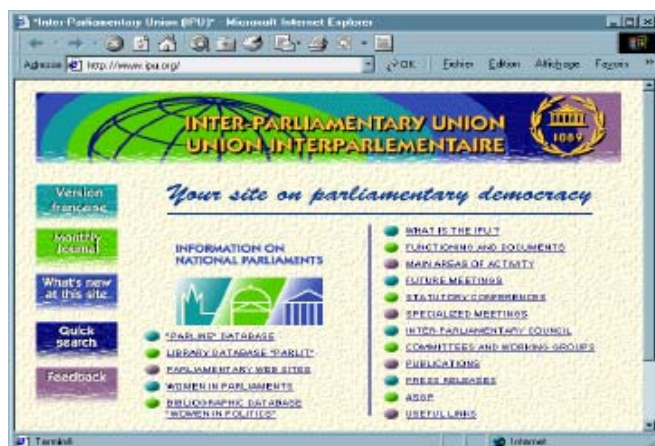 "Inter-Parliamentary Union (IPU)" - Microsoft Internet Explorer
Adresse http://www.ipu.org/ OK Fichier Edition Affichage Favoris »
INTER-PARLIAMENTARY UNION
UNION INTERPARLEMENTAIRE
1889
Your site on parliamentary democracy
Version
française
Monthly
Journal
What's new
at this site
Quick
search
Feedback
INFORMATION ON
NATIONAL PARLIAMENTS
"PARLINE" DATABASE
LIBRARY DATABASE "PARLIT"
PARLIAMENTARY WEB SITES
WOMEN IN PARLIAMENTS
BIBLIOGRAPHIC DATABASE
"WOMEN IN POLITICS"
WHAT IS THE IPU?
FUNCTIONING AND DOCUMENTS
MAIN AREAS OF ACTIVITY
FUTURE MEETINGS
STATUTORY CONFERENCES
SPECIALIZED MEETINGS
INTER-PARLIAMENTARY COUNCIL
COMMITTEES AND WORKING GROUPS
PUBLICATIONS
PRESS RELEASES
ASGP
USEFUL LINKS
Terminé Internet